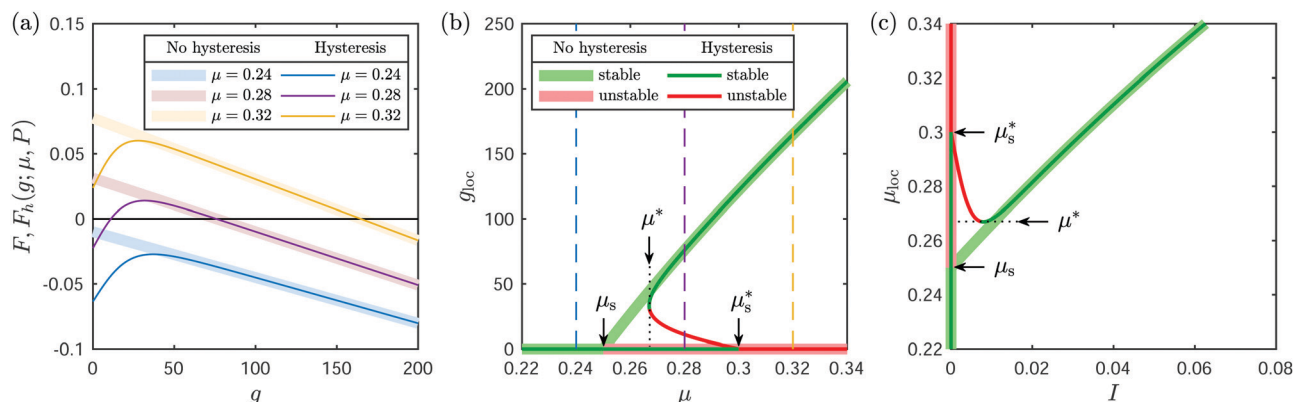 (a)
0.15
0.1
0.05
0
-0.05
-0.1
F, F_h(g; μ, P)
No hysteresis Hysteresis
μ = 0.24 μ = 0.24
μ = 0.28 μ = 0.28
μ = 0.32 μ = 0.32
0 50 100 150 200
g
(b)
250
200
150
100
50
0
g_loc
No hysteresis Hysteresis
stable stable
unstable unstable
μ*
μ_s μ_s*
0.22 0.24 0.26 0.28 0.3 0.32 0.34
μ
(c)
0.34
0.32
0.3
0.28
0.26
0.24
0.22
μ_loc
μ_s*
μ*
μ_s
0 0.02 0.04 0.06 0.08
I